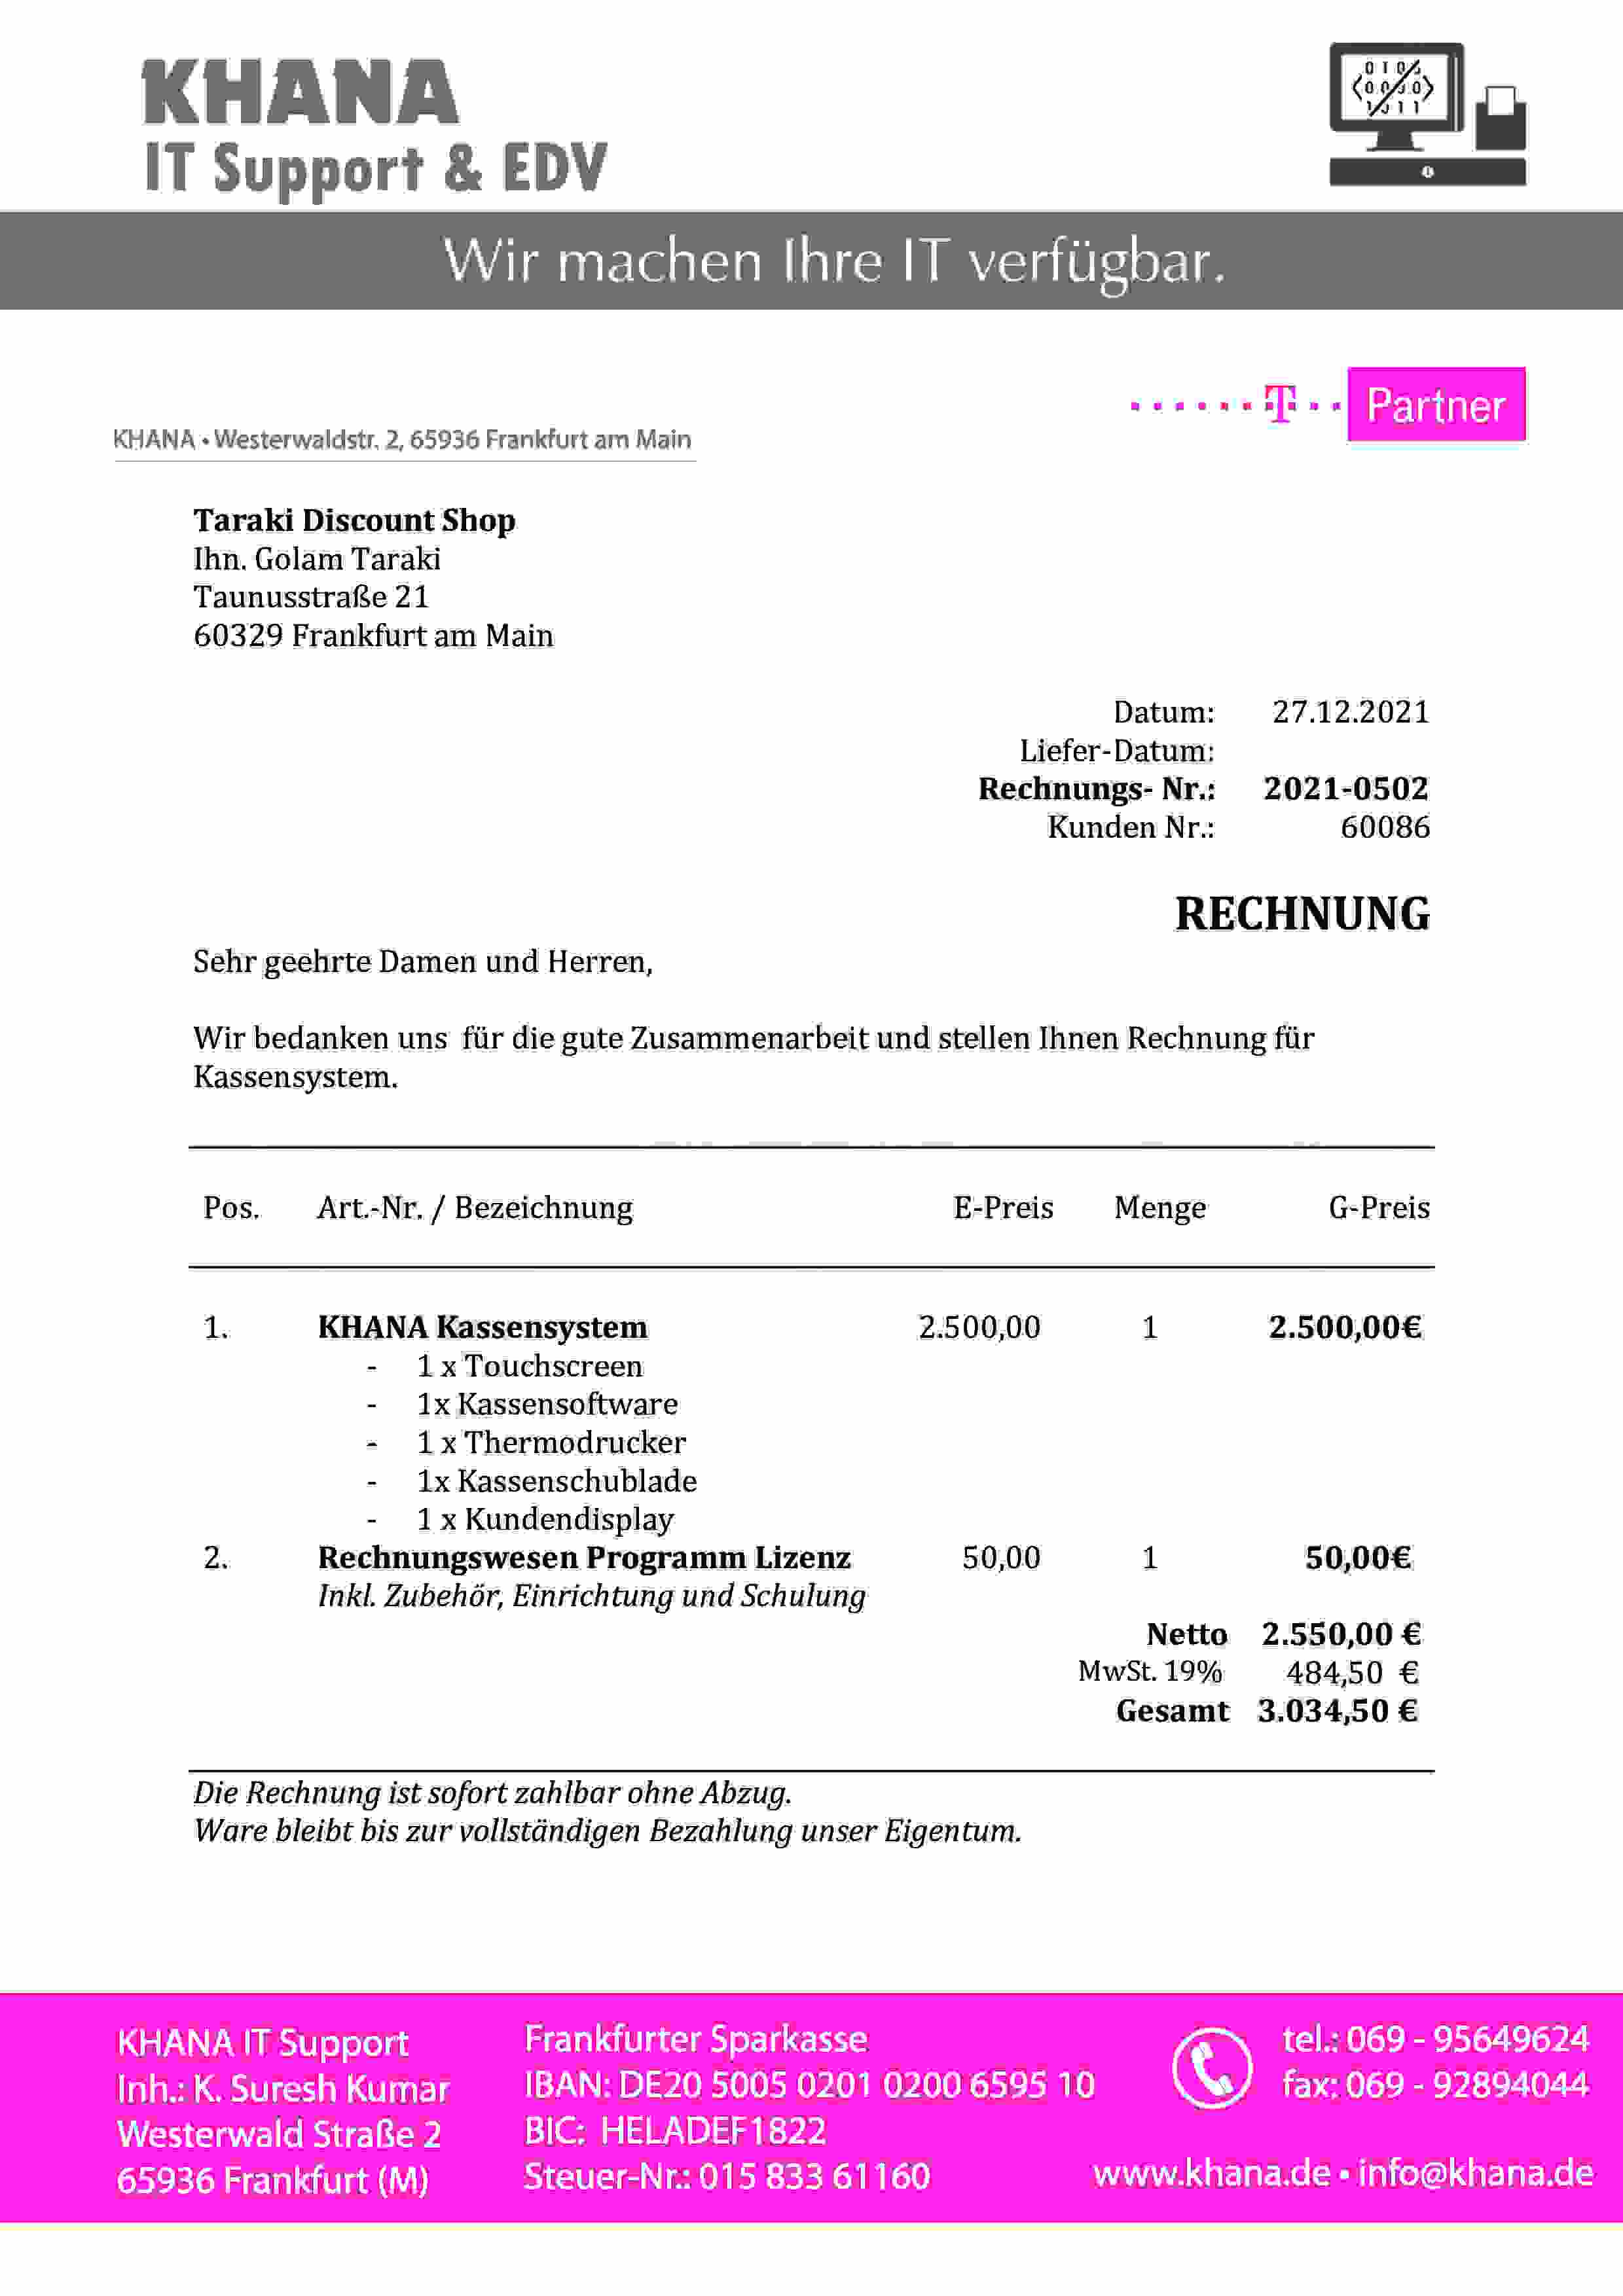 KHANA
IT Support & EDV
Wir machen Ihre IT verfügbar.
T Partner
KHANA • Westerwaldstr. 2, 65936 Frankfurt am Main
Taraki Discount Shop
Ihn. Golam Taraki
Taunusstraße 21
60329 Frankfurt am Main
Datum: 27.12.2021
Liefer-Datum:
Rechnungs- Nr.: 2021-0502
Kunden Nr.: 60086
RECHNUNG
Sehr geehrte Damen und Herren,
Wir bedanken uns für die gute Zusammenarbeit und stellen Ihnen Rechnung für
Kassensystem.
Pos. Art.-Nr. / Bezeichnung E-Preis Menge G-Preis
1. KHANA Kassensystem 2.500,00 1 2.500,00€
- 1 x Touchscreen
- 1x Kassensoftware
- 1 x Thermodrucker
- 1x Kassenschublade
- 1 x Kundendisplay
2. Rechnungswesen Programm Lizenz 50,00 1 50,00€
Inkl. Zubehör, Einrichtung und Schulung
Netto 2.550,00 €
MwSt. 19% 484,50 €
Gesamt 3.034,50 €
Die Rechnung ist sofort zahlbar ohne Abzug.
Ware bleibt bis zur vollständigen Bezahlung unser Eigentum.
KHANA IT Support
Inh.: K. Suresh Kumar
Westerwald Straße 2
65936 Frankfurt (M)
Frankfurter Sparkasse
IBAN: DE20 5005 0201 0200 6595 10
BIC: HELADEF1822
Steuer-Nr.: 015 833 61160
tel.: 069 - 95649624
fax: 069 - 92894044
www.khana.de • info@khana.de